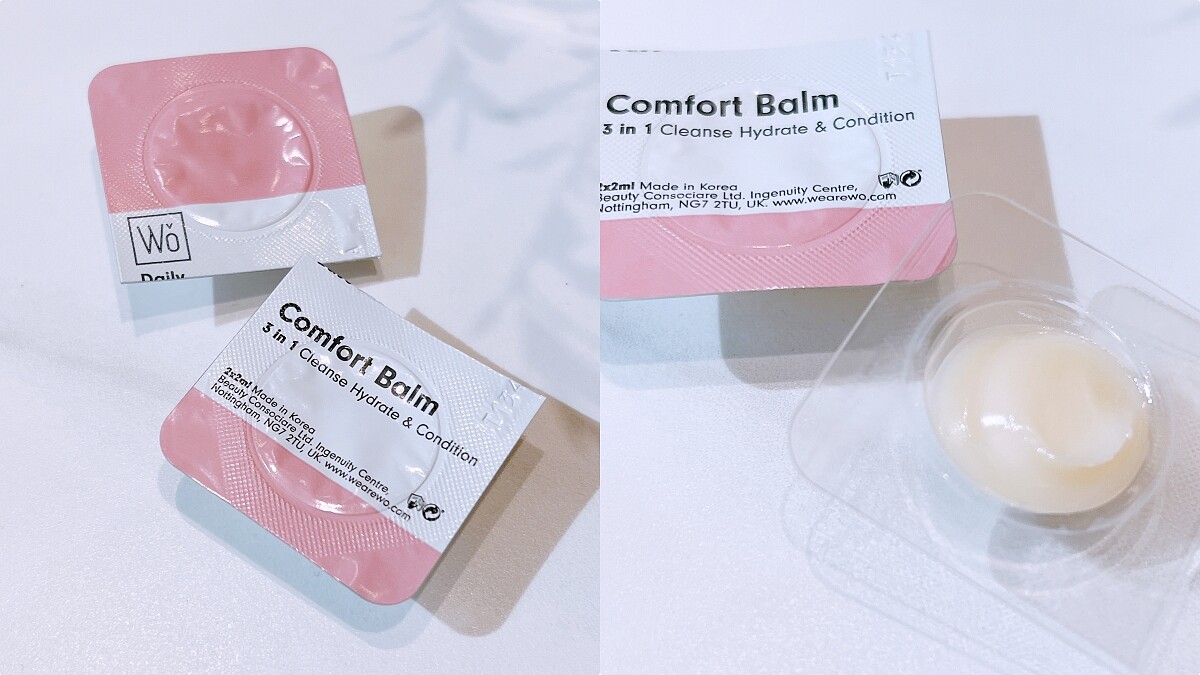 Wǒ
Daily
Comfort Balm
3 in 1 Cleanse Hydrate & Condition
2x2ml Made in Korea
Beauty Consociare Ltd. Ingenuity Centre,
Nottingham, NG7 2TU, UK. www.wearewo.com
Comfort Balm
3 in 1 Cleanse Hydrate & Condition
2x2ml Made in Korea
Beauty Consociare Ltd. Ingenuity Centre,
Nottingham, NG7 2TU, UK. www.wearewo.com